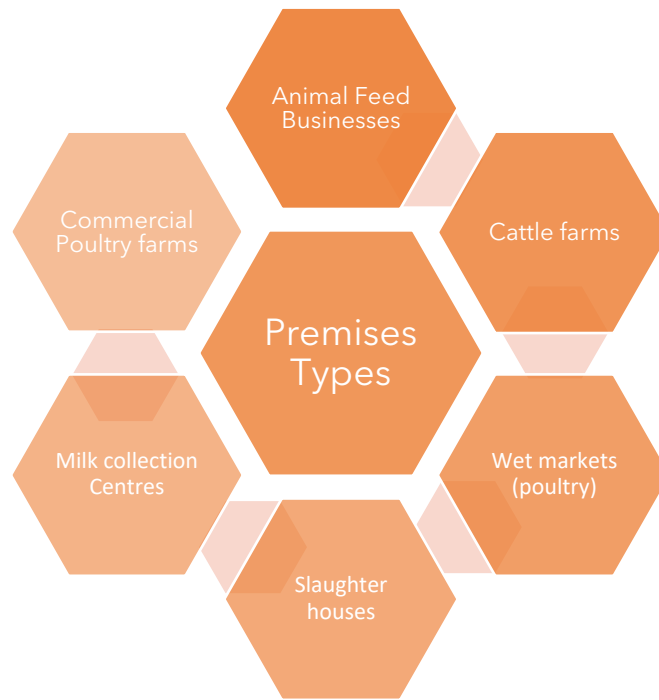 Animal Feed
Businesses
Commercial
Poultry farms
Cattle farms
Premises
Types
Milk collection
Centres
Wet markets
(poultry)
Slaughter
houses